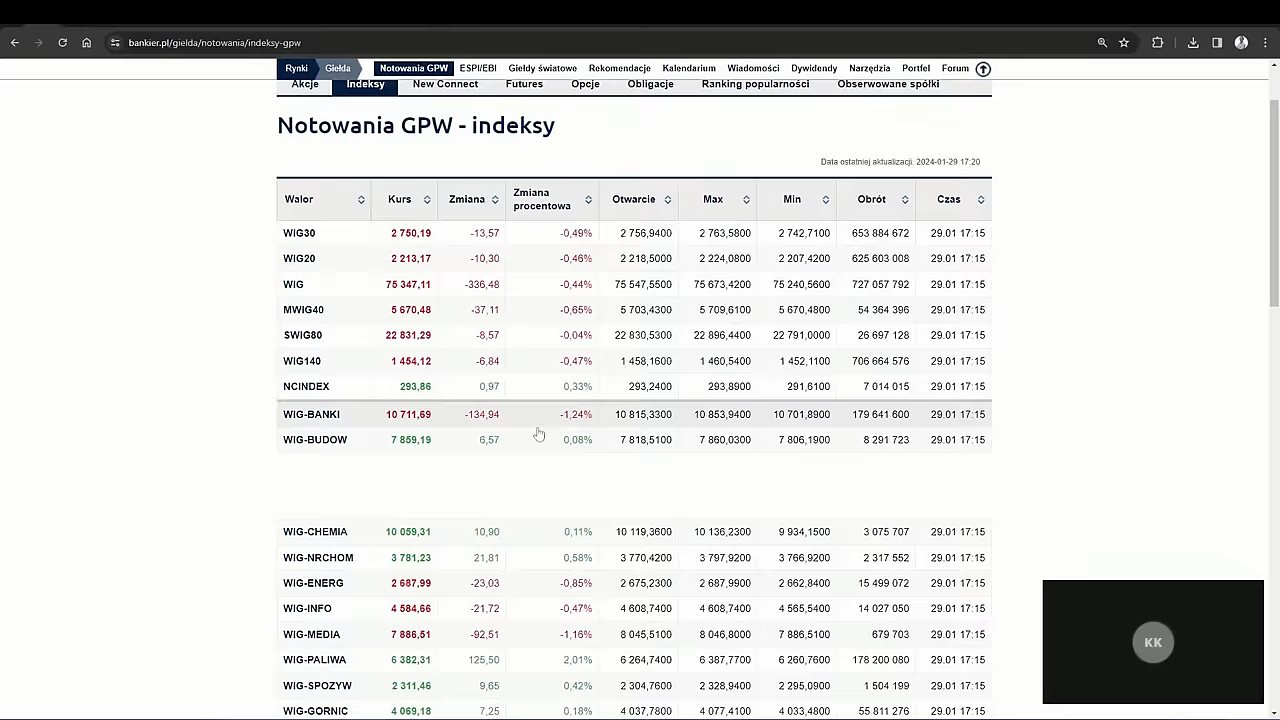 bankier.pl/gielda/notowania/indeksy-gpw
Rynki Giełda Notowania GPW ESPI/EBI Giełdy światowe Rekomendacje Kalendarium Wiadomości Dywidendy Narzędzia Portfel Forum
Akcje Indeksy New Connect Futures Opcje Obligacje Ranking popularności Obserwowane spółki
Notowania GPW - indeksy
Data ostatniej aktualizacji: 2024-01-29 17:20
Walor Kurs Zmiana Zmiana procentowa Otwarcie Max Min Obrót Czas
WIG30 2 750,19 -13,57 -0,49% 2 756,9400 2 763,5800 2 742,7100 653 884 672 29.01 17:15
WIG20 2 213,17 -10,30 -0,46% 2 218,5000 2 224,0800 2 207,4200 625 603 008 29.01 17:15
WIG 75 347,11 -336,48 -0,44% 75 547,5500 75 673,4200 75 240,5600 727 057 792 29.01 17:15
MWIG40 5 670,48 -37,11 -0,65% 5 703,4300 5 709,6100 5 670,4800 54 364 396 29.01 17:15
SWIG80 22 831,29 -8,57 -0,04% 22 830,5300 22 896,4400 22 791,0000 26 697 128 29.01 17:15
WIG140 1 454,12 -6,84 -0,47% 1 458,1600 1 460,5400 1 452,1100 706 664 576 29.01 17:15
NCINDEX 293,86 0,97 0,33% 293,2400 293,8900 291,6100 7 014 015 29.01 17:15
WIG-BANKI 10 711,69 -134,94 -1,24% 10 815,3300 10 853,9400 10 701,8900 179 641 600 29.01 17:15
WIG-BUDOW 7 859,19 6,57 0,08% 7 818,5100 7 860,0300 7 806,1900 8 291 723 29.01 17:15
WIG-CHEMIA 10 059,31 10,90 0,11% 10 119,3600 10 136,2300 9 934,1500 3 075 707 29.01 17:15
WIG-NRCHOM 3 781,23 21,81 0,58% 3 770,4200 3 797,9200 3 766,9200 2 317 552 29.01 17:15
WIG-ENERG 2 687,99 -23,03 -0,85% 2 675,2300 2 687,9900 2 662,8400 15 499 072 29.01 17:15
WIG-INFO 4 584,66 -21,72 -0,47% 4 608,7400 4 608,7400 4 565,5400 14 027 050 29.01 17:15
WIG-MEDIA 7 886,51 -92,51 -1,16% 8 045,5100 8 046,8000 7 886,5100 679 703 29.01 17:15
WIG-PALIWA 6 382,31 125,50 2,01% 6 264,7400 6 387,7700 6 260,7600 178 200 080 29.01 17:15
WIG-SPOZYW 2 311,46 9,65 0,42% 2 304,7600 2 328,9400 2 295,0900 1 504 199 29.01 17:15
WIG-GORNIC 4 069,18 7,25 0,18% 4 037,7800 4 077,4100 4 033,4800 55 811 276 29.01 17:15
KK